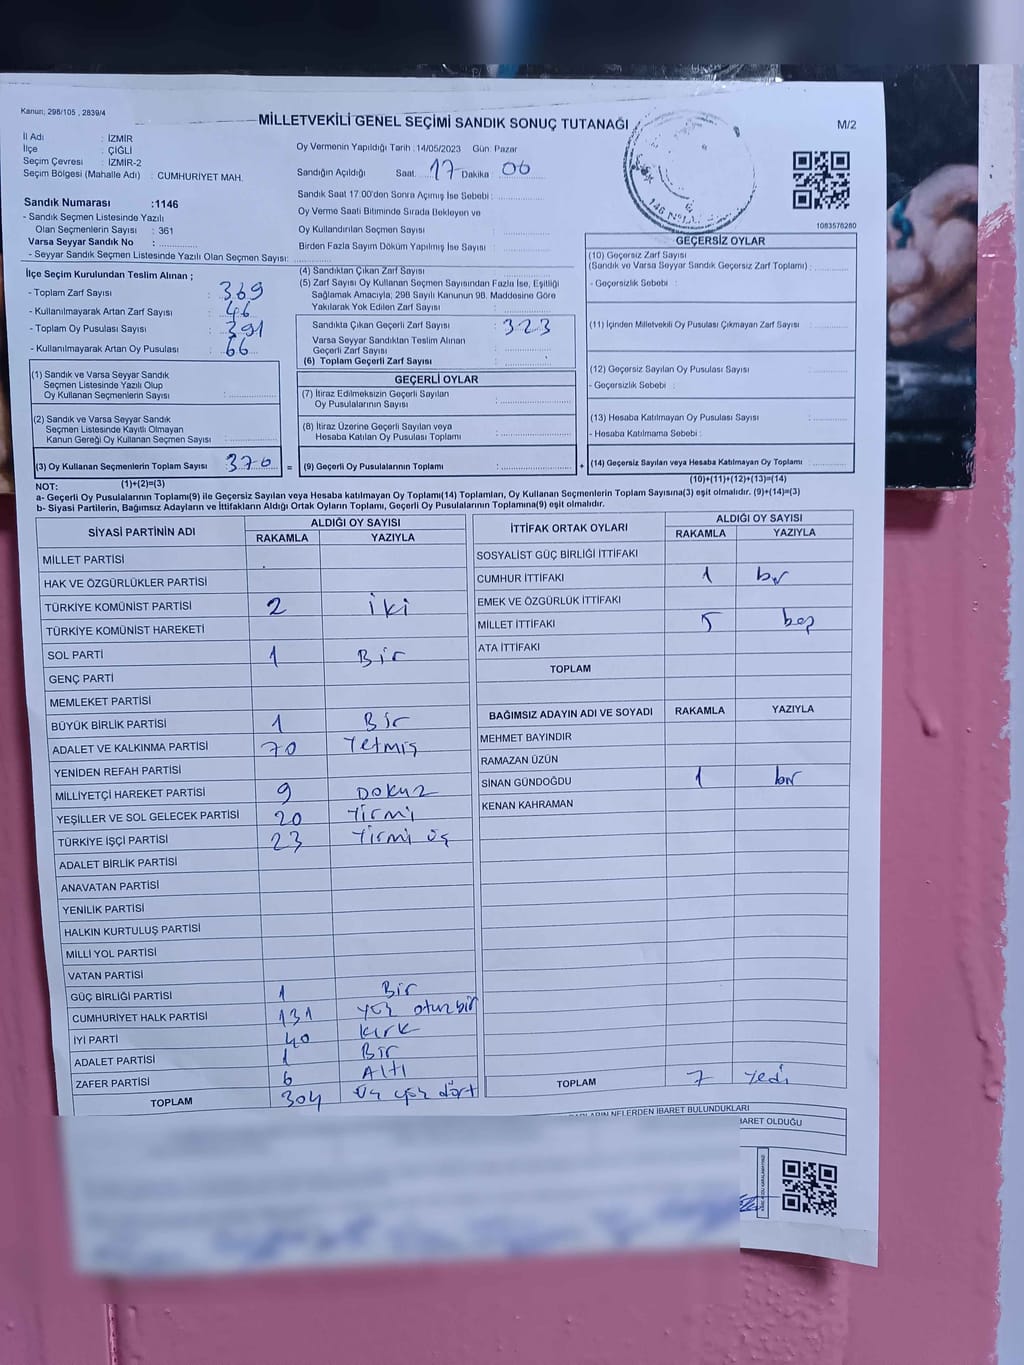 Kanun; 298/105 , 2839/4
MİLLETVEKİLİ GENEL SEÇİMİ SANDIK SONUÇ TUTANAĞI
M/2
İl Adı : İZMİR
İlçe : ÇİĞLİ
Seçim Çevresi : İZMİR-2
Seçim Bölgesi (Mahalle Adı) : CUMHURİYET MAH.
Sandık Numarası :1146
- Sandık Seçmen Listesinde Yazılı
Olan Seçmenlerin Sayısı : 361
Varsa Seyyar Sandık No :
- Seyyar Sandık Seçmen Listesinde Yazılı Olan Seçmen Sayısı:
Oy Vermenin Yapıldığı Tarih :14/05/2023 Gün: Pazar
Sandığın Açıldığı Saat 17 Dakika 06
Sandık Saat 17:00'den Sonra Açımış İse Sebebi :
Oy Verme Saati Bitiminde Sırada Bekleyen ve
Oy Kullandırılan Seçmen Sayısı
Birden Fazla Sayım Döküm Yapılmış İse Sayısı :
1083578280
İlçe Seçim Kurulundan Teslim Alınan ;
- Toplam Zarf Sayısı : 369
- Kullanılmayarak Artan Zarf Sayısı : 46
- Toplam Oy Pusulası Sayısı : 391
- Kullanılmayarak Artan Oy Pusulası : 66
(1) Sandık ve Varsa Seyyar Sandık
Seçmen Listesinde Yazılı Olup
Oy Kullanan Seçmenlerin Sayısı :
(2) Sandık ve Varsa Seyyar Sandık
Seçmen Listesinde Kayıtlı Olmayan
Kanun Gereği Oy Kullanan Seçmen Sayısı :
(3) Oy Kullanan Seçmenlerin Toplam Sayısı 370 =
(1)+(2)=(3)
(4) Sandıktan Çıkan Zarf Sayısı
(5) Zarf Sayısı Oy Kullanan Seçmen Sayısından Fazla İse, Eşitliği
Sağlamak Amacıyla, 298 Sayılı Kanunun 98. Maddesine Göre
Yakılarak Yok Edilen Zarf Sayısı :
Sandıkta Çıkan Geçerli Zarf Sayısı : 323
Varsa Seyyar Sandıktan Teslim Alınan
Geçerli Zarf Sayısı :
(6) Toplam Geçerli Zarf Sayısı :
GEÇERLİ OYLAR
(7) İtiraz Edilmeksizin Geçerli Sayılan
Oy Pusulalarının Sayısı :
(8) İtiraz Üzerine Geçerli Sayılan veya
Hesaba Katılan Oy Pusulası Toplamı :
(9) Geçerli Oy Pusulalarının Toplamı : +
GEÇERSİZ OYLAR
(10) Geçersiz Zarf Sayısı
(Sandık ve Varsa Seyyar Sandık Geçersiz Zarf Toplamı) :
- Geçersizlik Sebebi :
(11) İçinden Milletvekili Oy Pusulası Çıkmayan Zarf Sayısı :
(12) Geçersiz Sayılan Oy Pusulası Sayısı :
- Geçersizlik Sebebi :
(13) Hesaba Katılmayan Oy Pusulası Sayısı :
- Hesaba Katılmama Sebebi :
(14) Geçersiz Sayılan veya Hesaba Katılmayan Oy Toplamı :
(10)+(11)+(12)+(13)=(14)
NOT:
a- Geçerli Oy Pusulalarının Toplamı(9) ile Geçersiz Sayılan veya Hesaba katılmayan Oy Toplamı(14) Toplamları, Oy Kullanan Seçmenlerin Toplam Sayısına(3) eşit olmalıdır. (9)+(14)=(3)
b- Siyasi Partilerin, Bağımsız Adayların ve İttifakların Aldığı Ortak Oyların Toplamı, Geçerli Oy Pusulalarının Toplamına(9) eşit olmalıdır.
SİYASİ PARTİNİN ADI ALDIĞI OY SAYISI
RAKAMLA YAZIYLA
MİLLET PARTİSİ
HAK VE ÖZGÜRLÜKLER PARTİSİ
TÜRKİYE KOMÜNİST PARTİSİ 2 iki
TÜRKİYE KOMÜNİST HAREKETİ
SOL PARTİ 1 Bir
GENÇ PARTİ
MEMLEKET PARTİSİ
BÜYÜK BİRLİK PARTİSİ 1 Bir
ADALET VE KALKINMA PARTİSİ 70 Yetmiş
YENİDEN REFAH PARTİSİ
MİLLİYETÇİ HAREKET PARTİSİ 9 Dokuz
YEŞİLLER VE SOL GELECEK PARTİSİ 20 Yirmi
TÜRKİYE İŞÇİ PARTİSİ 23 Yirmi üç
ADALET BİRLİK PARTİSİ
ANAVATAN PARTİSİ
YENİLİK PARTİSİ
HALKIN KURTULUŞ PARTİSİ
MİLLİ YOL PARTİSİ
VATAN PARTİSİ
GÜÇ BİRLİĞİ PARTİSİ 1 Bir
CUMHURİYET HALK PARTİSİ 131 yüz otuz bir
İYİ PARTİ 40 kırk
ADALET PARTİSİ 1 Bir
ZAFER PARTİSİ 6 Altı
TOPLAM 304 Üç yüz dört
İTTİFAK ORTAK OYLARI ALDIĞI OY SAYISI
RAKAMLA YAZIYLA
SOSYALİST GÜÇ BİRLİĞİ İTTİFAKI
CUMHUR İTTİFAKI 1 bir
EMEK VE ÖZGÜRLÜK İTTİFAKI
MİLLET İTTİFAKI 5 beş
ATA İTTİFAKI
TOPLAM
BAĞIMSIZ ADAYIN ADI VE SOYADI RAKAMLA YAZIYLA
MEHMET BAYINDIR
RAMAZAN ÜZÜN
SİNAN GÜNDOĞDU 1 bir
KENAN KAHRAMAN
TOPLAM 7 Yedi
NELERDEN İBARET BULUNDUKLARI
OLDUĞU